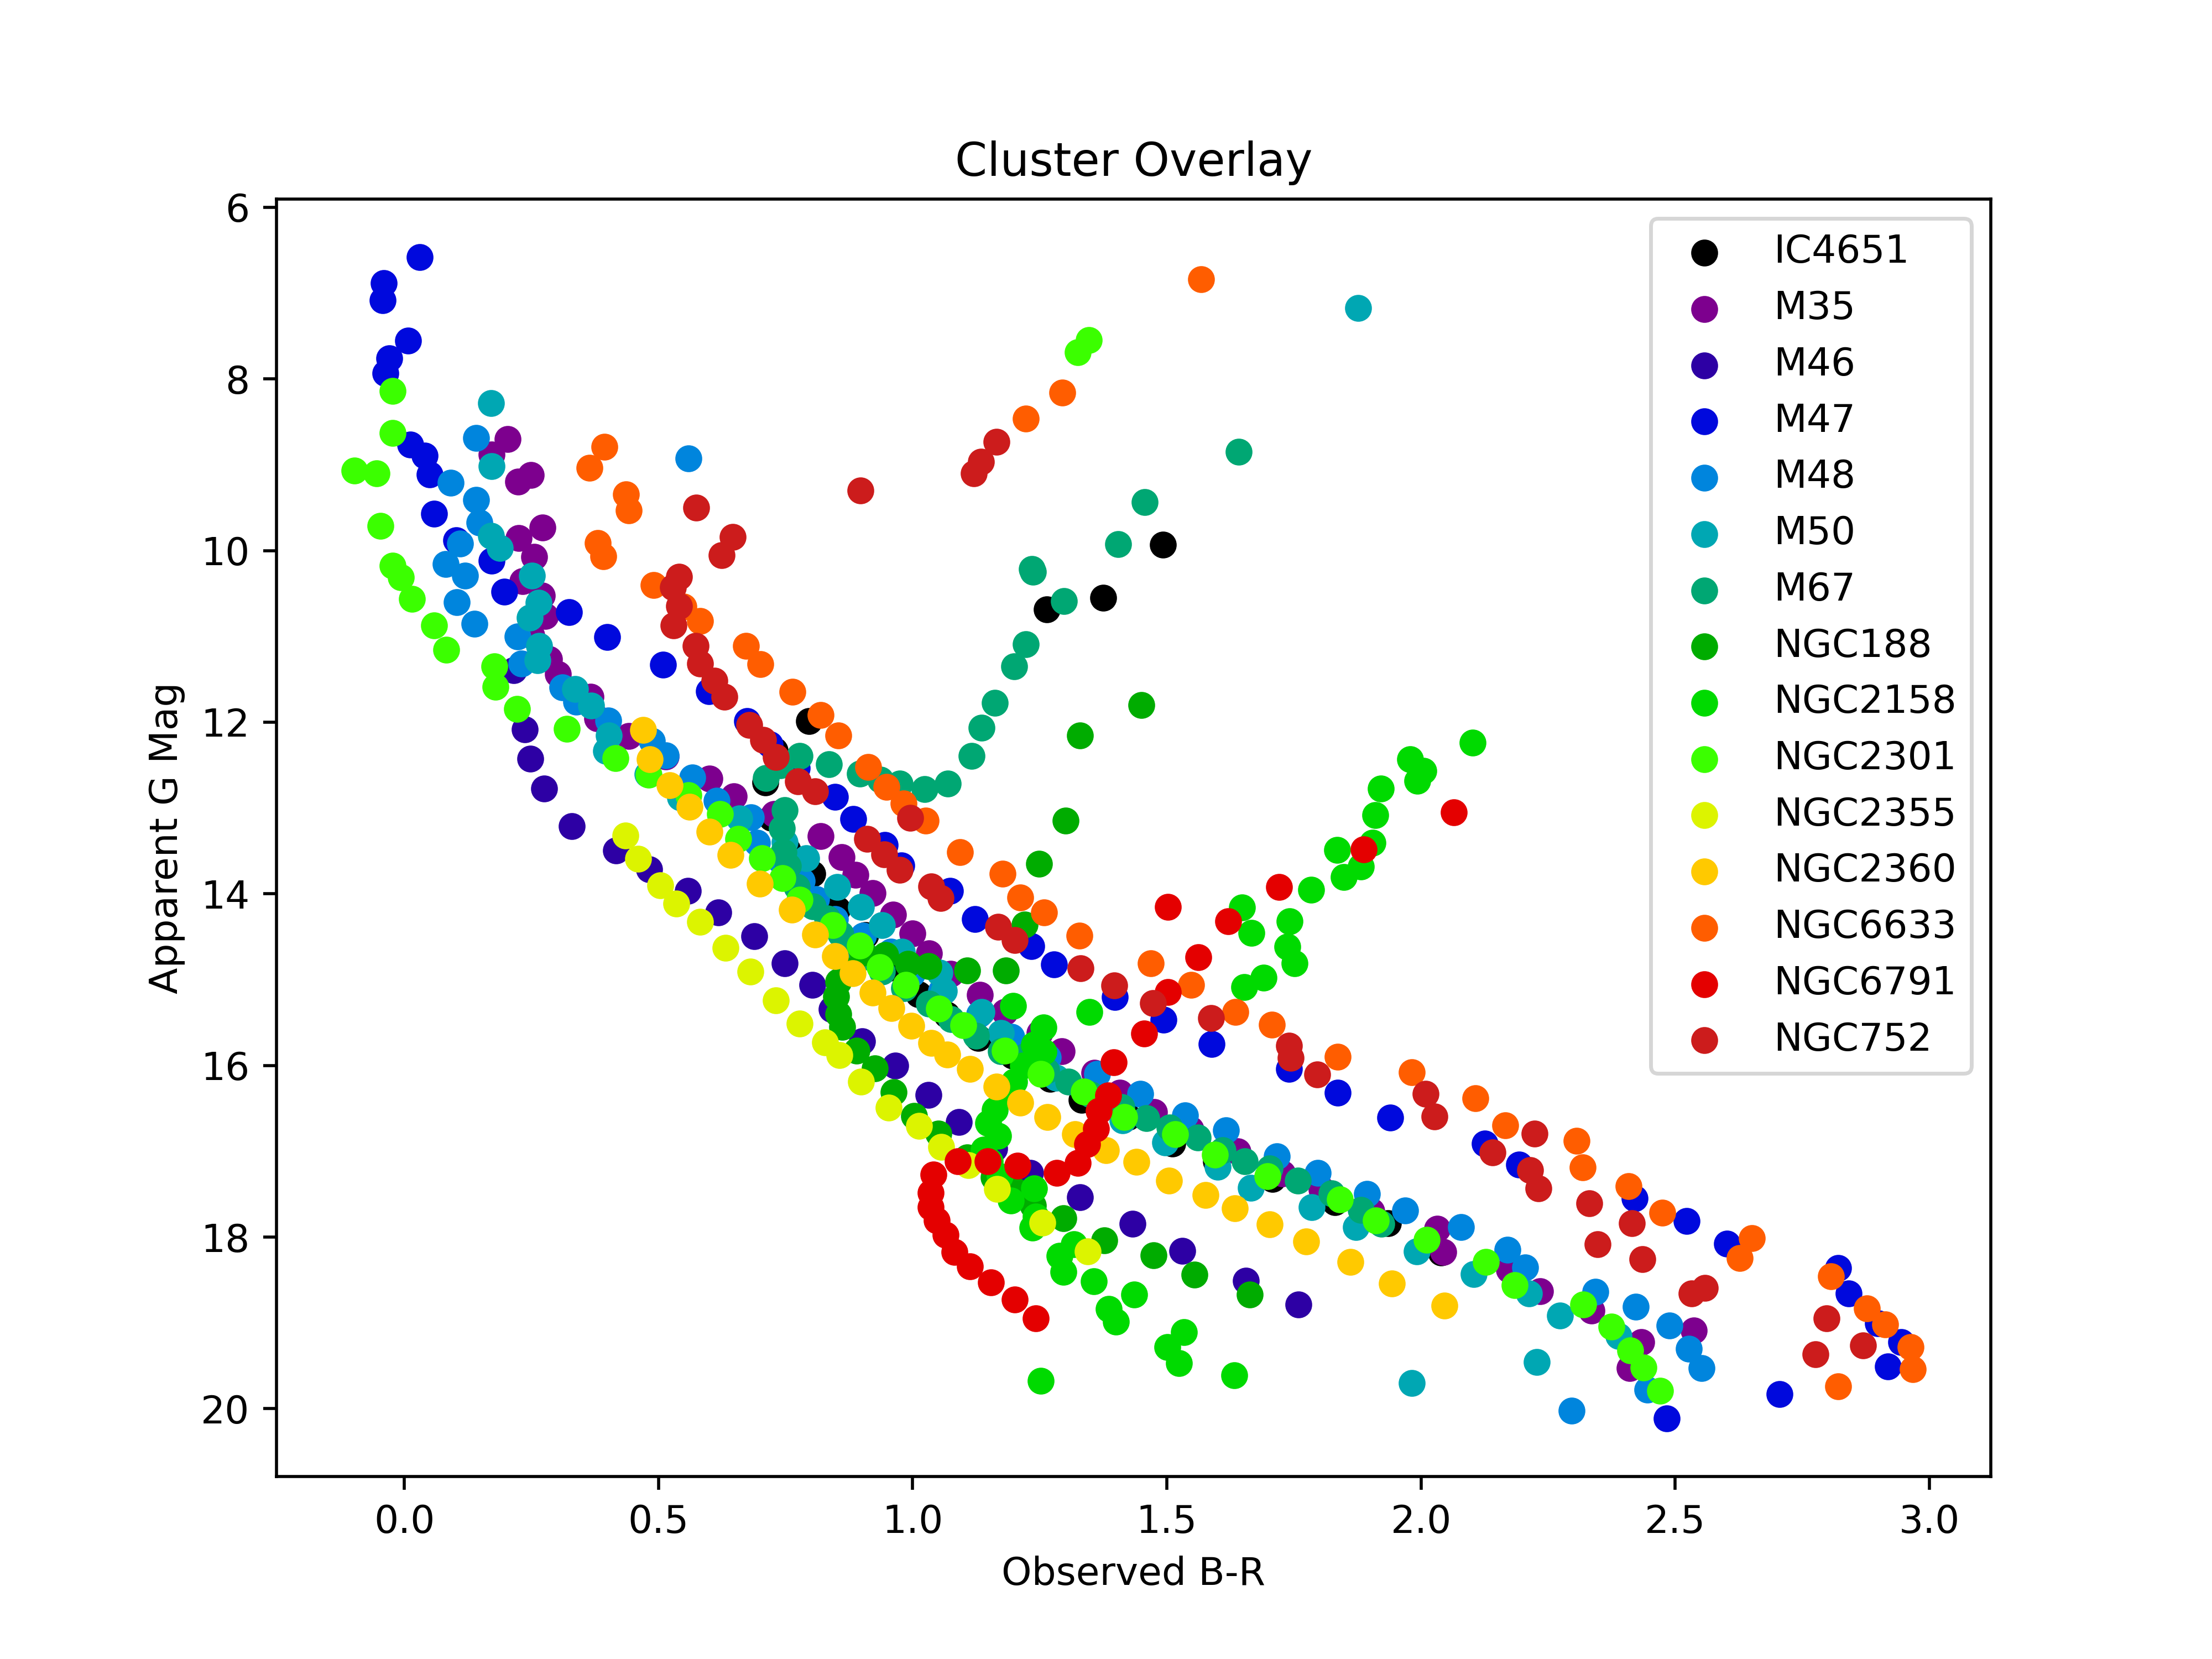 Cluster Overlay
6
8
10
12
14
16
18
20
Apparent G Mag
0.0 0.5 1.0 1.5 2.0 2.5 3.0
Observed B-R
IC4651
M35
M46
M47
M48
M50
M67
NGC188
NGC2158
NGC2301
NGC2355
NGC2360
NGC6633
NGC6791
NGC752